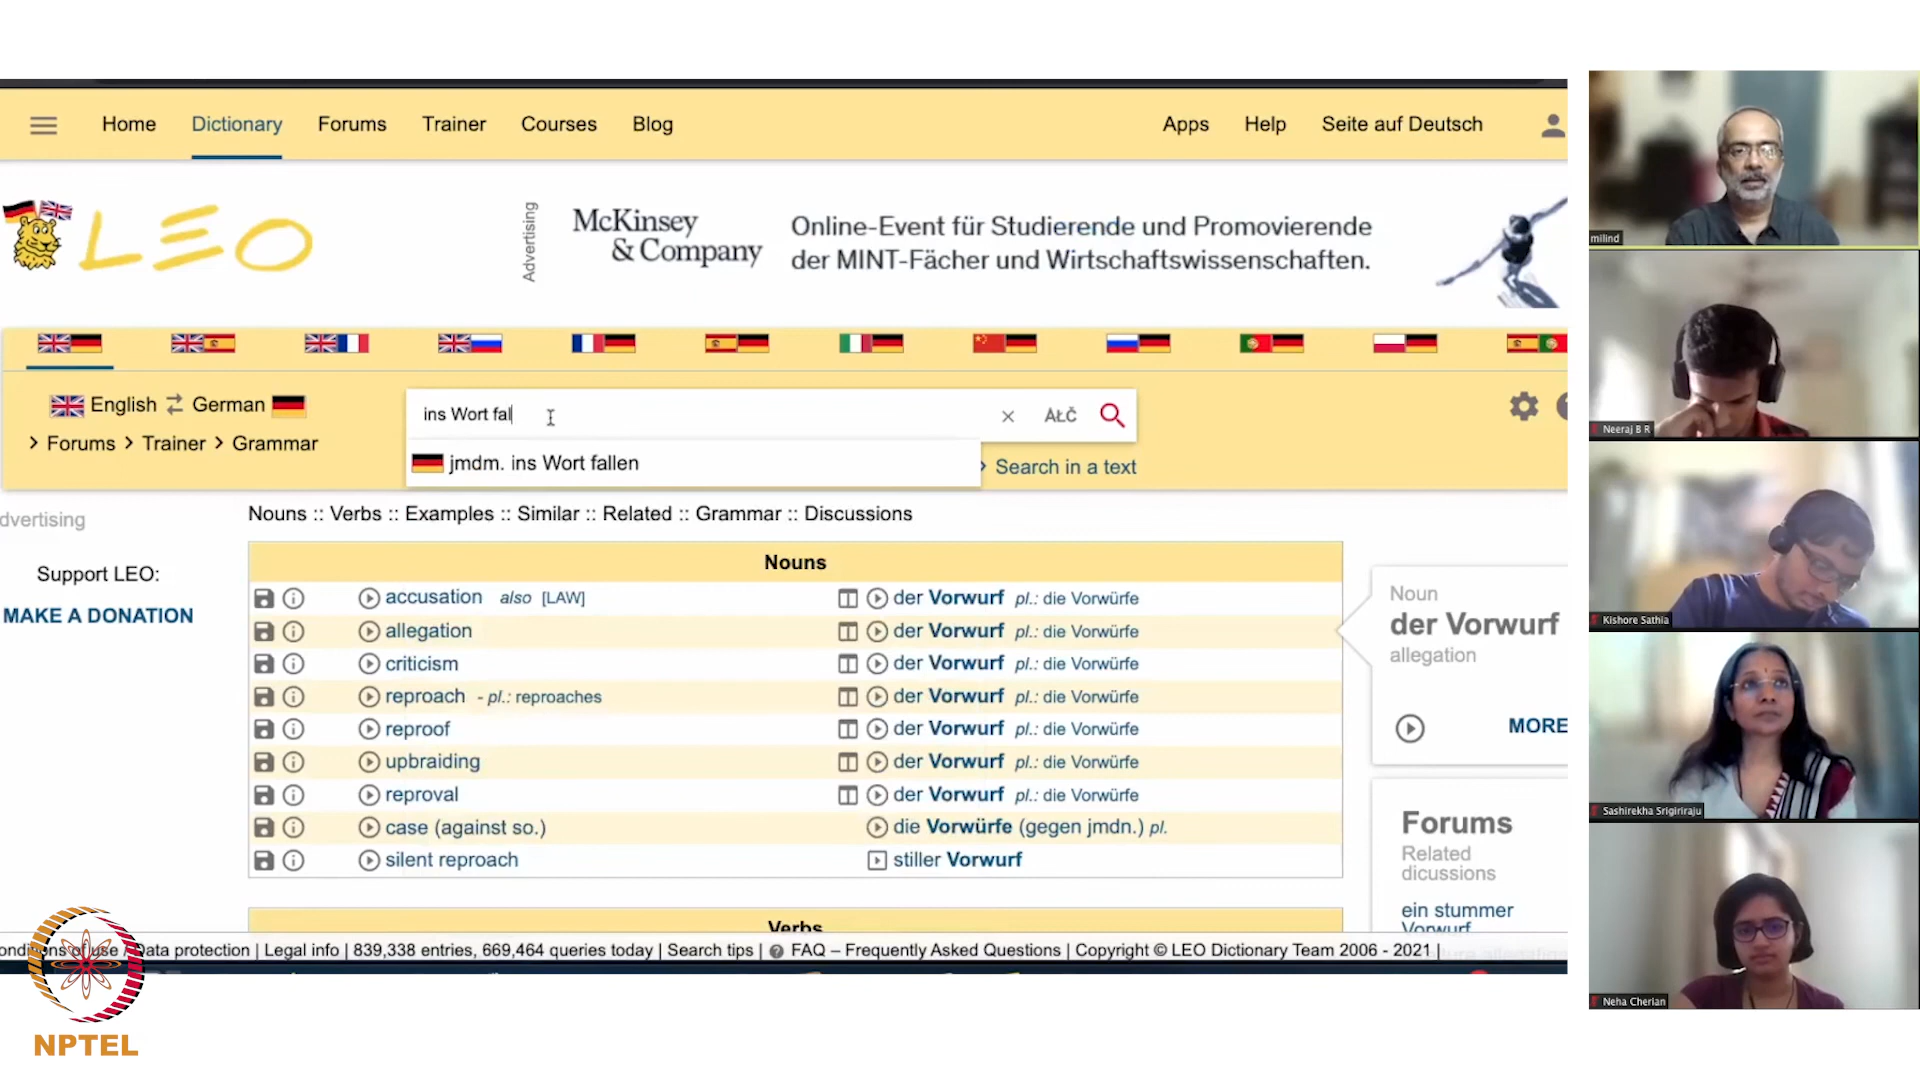 Home Dictionary Forums Trainer Courses Blog Apps Help Seite auf Deutsch
LEO
Advertising
McKinsey
& Company
Online-Event für Studierende und Promovierende
der MINT-Fächer und Wirtschaftswissenschaften.
English German
Forums Trainer Grammar
ins Wort fal
ÄŁČ
jmdm. ins Wort fallen
Search in a text
dvertising
Support LEO:
MAKE A DONATION
Nouns :: Verbs :: Examples :: Similar :: Related :: Grammar :: Discussions
Nouns
accusation also [LAW] der Vorwurf pl.: die Vorwürfe
allegation der Vorwurf pl.: die Vorwürfe
criticism der Vorwurf pl.: die Vorwürfe
reproach - pl.: reproaches der Vorwurf pl.: die Vorwürfe
reproof der Vorwurf pl.: die Vorwürfe
upbraiding der Vorwurf pl.: die Vorwürfe
reproval der Vorwurf pl.: die Vorwürfe
case (against so.) die Vorwürfe (gegen jmdn.) pl.
silent reproach stiller Vorwurf
Verbs
Noun
der Vorwurf
allegation
MORE
Forums
Related
dicussions
ein stummer
Vorwurf
onditions of use / Data protection | Legal info | 839,338 entries, 669,464 queries today | Search tips | FAQ – Frequently Asked Questions | Copyright © LEO Dictionary Team 2006 - 2021 |
NPTEL
milind
Neeraj B R
Kishore Sathia
Sashirekha Srigiriraju
Neha Cherian